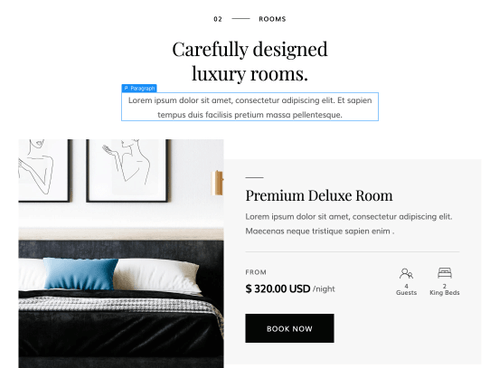 02 ROOMS
Carefully designed
luxury rooms.
P Paragraph
Lorem ipsum dolor sit amet, consectetur adipiscing elit. Et sapien
tempus duis facilisis pretium massa pellentesque.
Premium Deluxe Room
Lorem ipsum dolor sit amet, consectetur adipiscing elit.
Maecenas neque tristique sapien enim .
FROM
$ 320.00 USD /night
4
Guests
2
King Beds
BOOK NOW